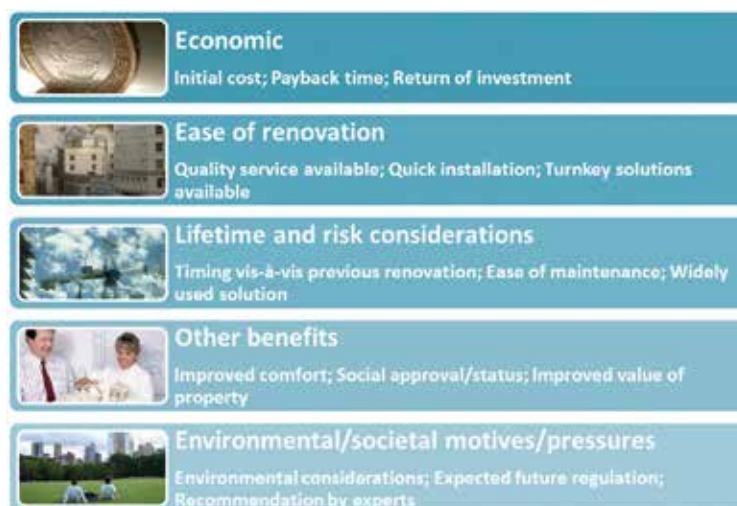 Economic
Initial cost; Payback time; Return of investment
Ease of renovation
Quality service available; Quick installation; Turnkey solutions
available
Lifetime and risk considerations
Timing vis-à-vis previous renovation; Ease of maintenance; Widely
used solution
Other benefits
Improved comfort; Social approval/status; Improved value of
property
Environmental/societal motives/pressures
Environmental considerations; Expected future regulation;
Recommendation by experts